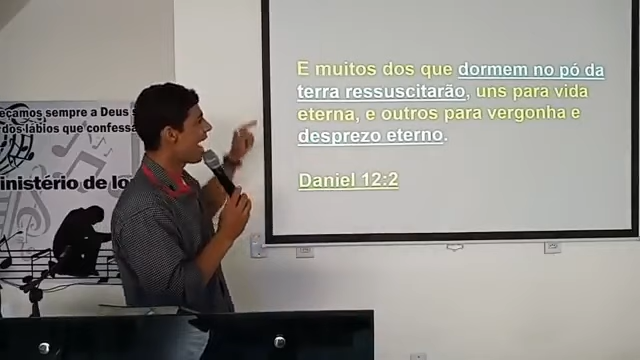 E muitos dos que dormem no pó da
terra ressuscitarão, uns para vida
eterna, e outros para vergonha e
desprezo eterno.
Daniel 12:2
eçamos sempre a Deus
dos lábios que confessa
inistério de lo